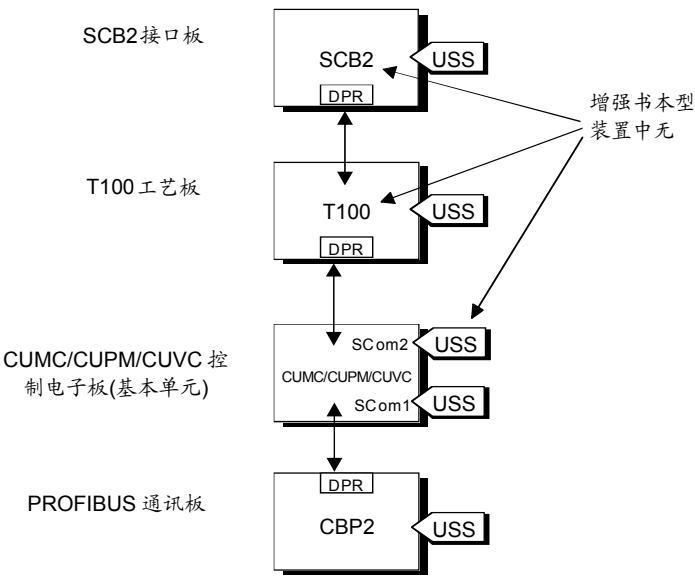 SCB2接口板
SCB2
USS
DPR
增强书本型
装置中无
T100工艺板
T100
USS
DPR
CUMC/CUPM/CUVC 控
制电子板(基本单元)
SCom2
USS
CUMC/CUPM/CUVC
SCom1
USS
PROFIBUS 通讯板
DPR
CBP2
USS